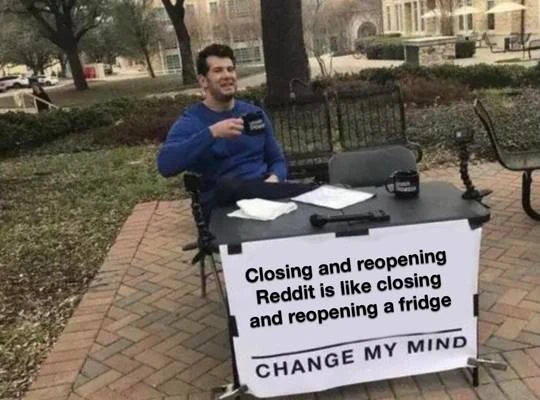 Closing and reopening
Reddit is like closing
and reopening a fridge
CHANGE MY MIND